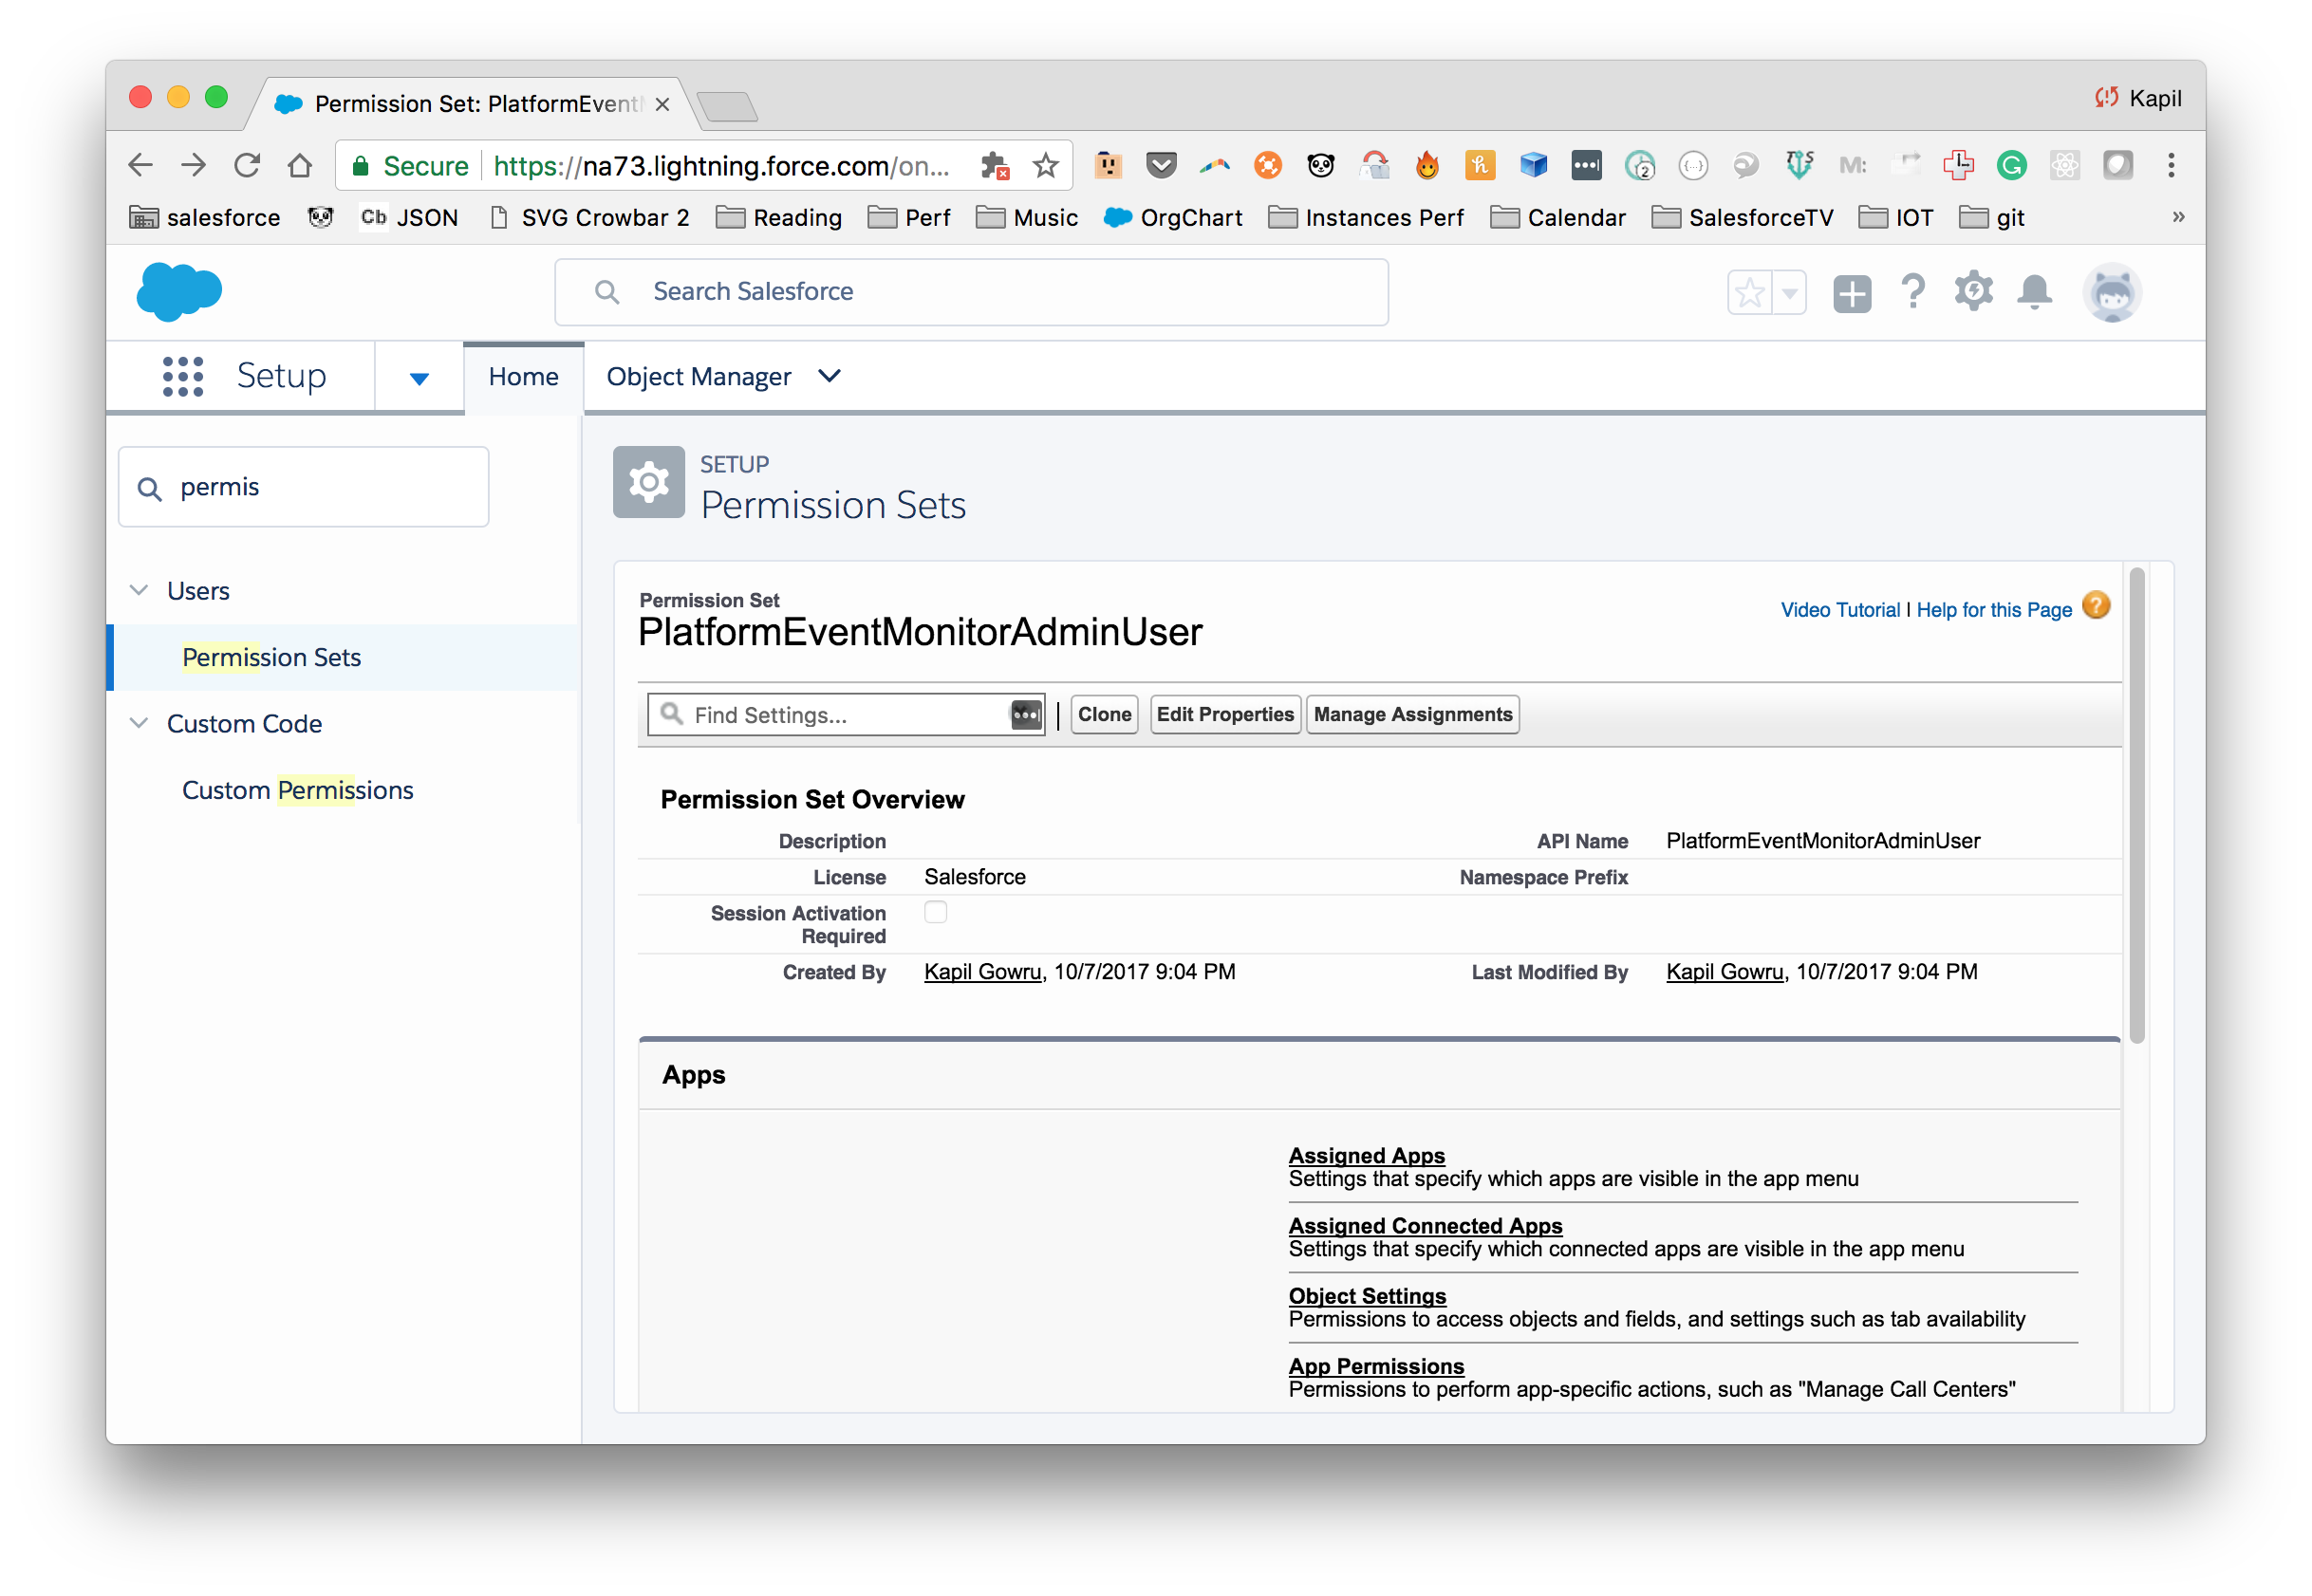 Permission Set: PlatformEvent
Kapil
Secure https://na73.lightning.force.com/on...
salesforce Cb JSON SVG Crowbar 2 Reading Perf Music OrgChart Instances Perf Calendar SalesforceTV IOT git »
Search Salesforce
Setup Home Object Manager
permis
SETUP
Permission Sets
Users
Permission Sets
Custom Code
Custom Permissions
Permission Set
PlatformEventMonitorAdminUser
Video Tutorial | Help for this Page
Find Settings... | Clone Edit Properties Manage Assignments
Permission Set Overview
Description API Name PlatformEventMonitorAdminUser
License Salesforce Namespace Prefix
Session Activation
Required
Created By Kapil Gowru, 10/7/2017 9:04 PM Last Modified By Kapil Gowru, 10/7/2017 9:04 PM
Apps
Assigned Apps
Settings that specify which apps are visible in the app menu
Assigned Connected Apps
Settings that specify which connected apps are visible in the app menu
Object Settings
Permissions to access objects and fields, and settings such as tab availability
App Permissions
Permissions to perform app-specific actions, such as "Manage Call Centers"